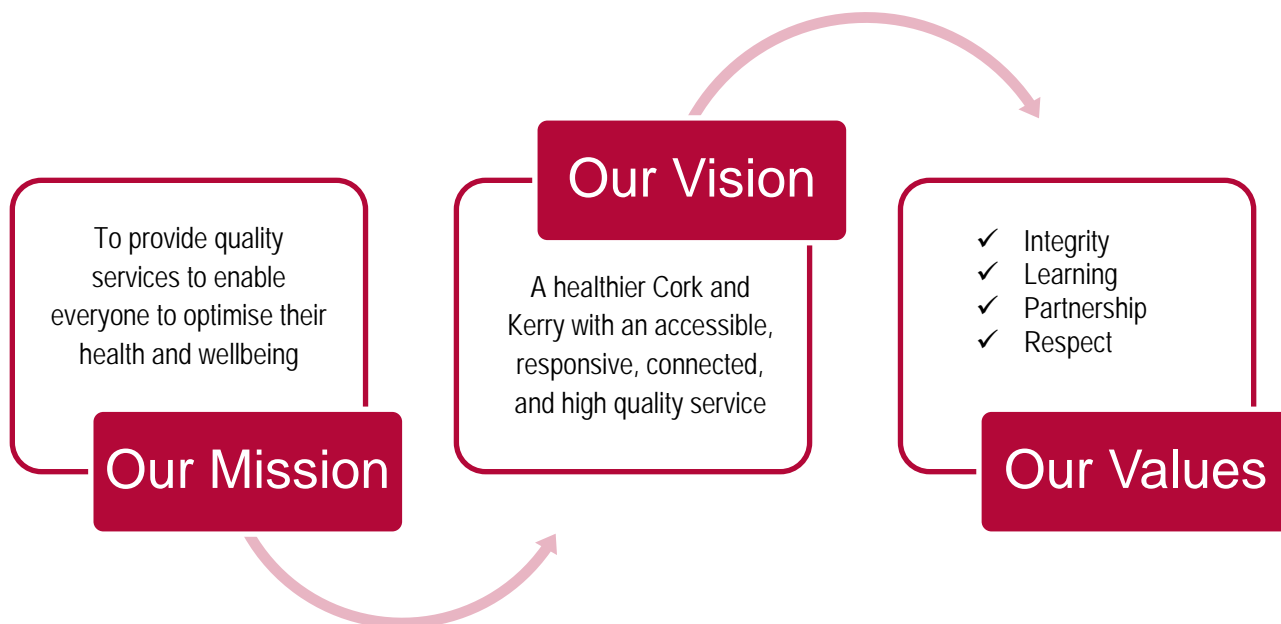 To provide quality
services to enable
everyone to optimise their
health and wellbeing
Our Mission
Our Vision
A healthier Cork and
Kerry with an accessible,
responsive, connected,
and high quality service
✓ Integrity
✓ Learning
✓ Partnership
✓ Respect
Our Values